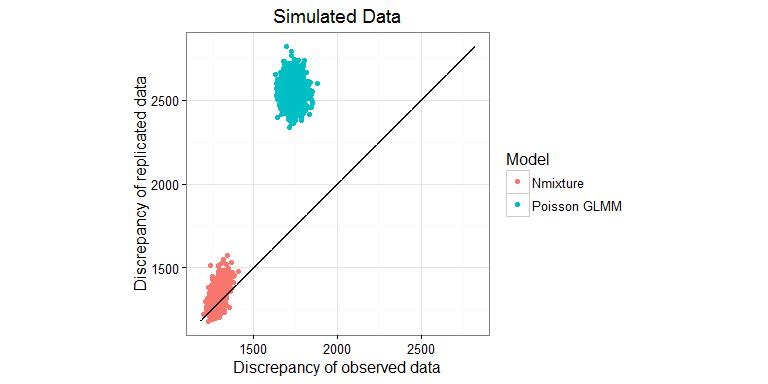 Simulated Data
Discrepancy of replicated data
2500
2000
1500
1500 2000 2500
Discrepancy of observed data
Model
Nmixture
Poisson GLMM